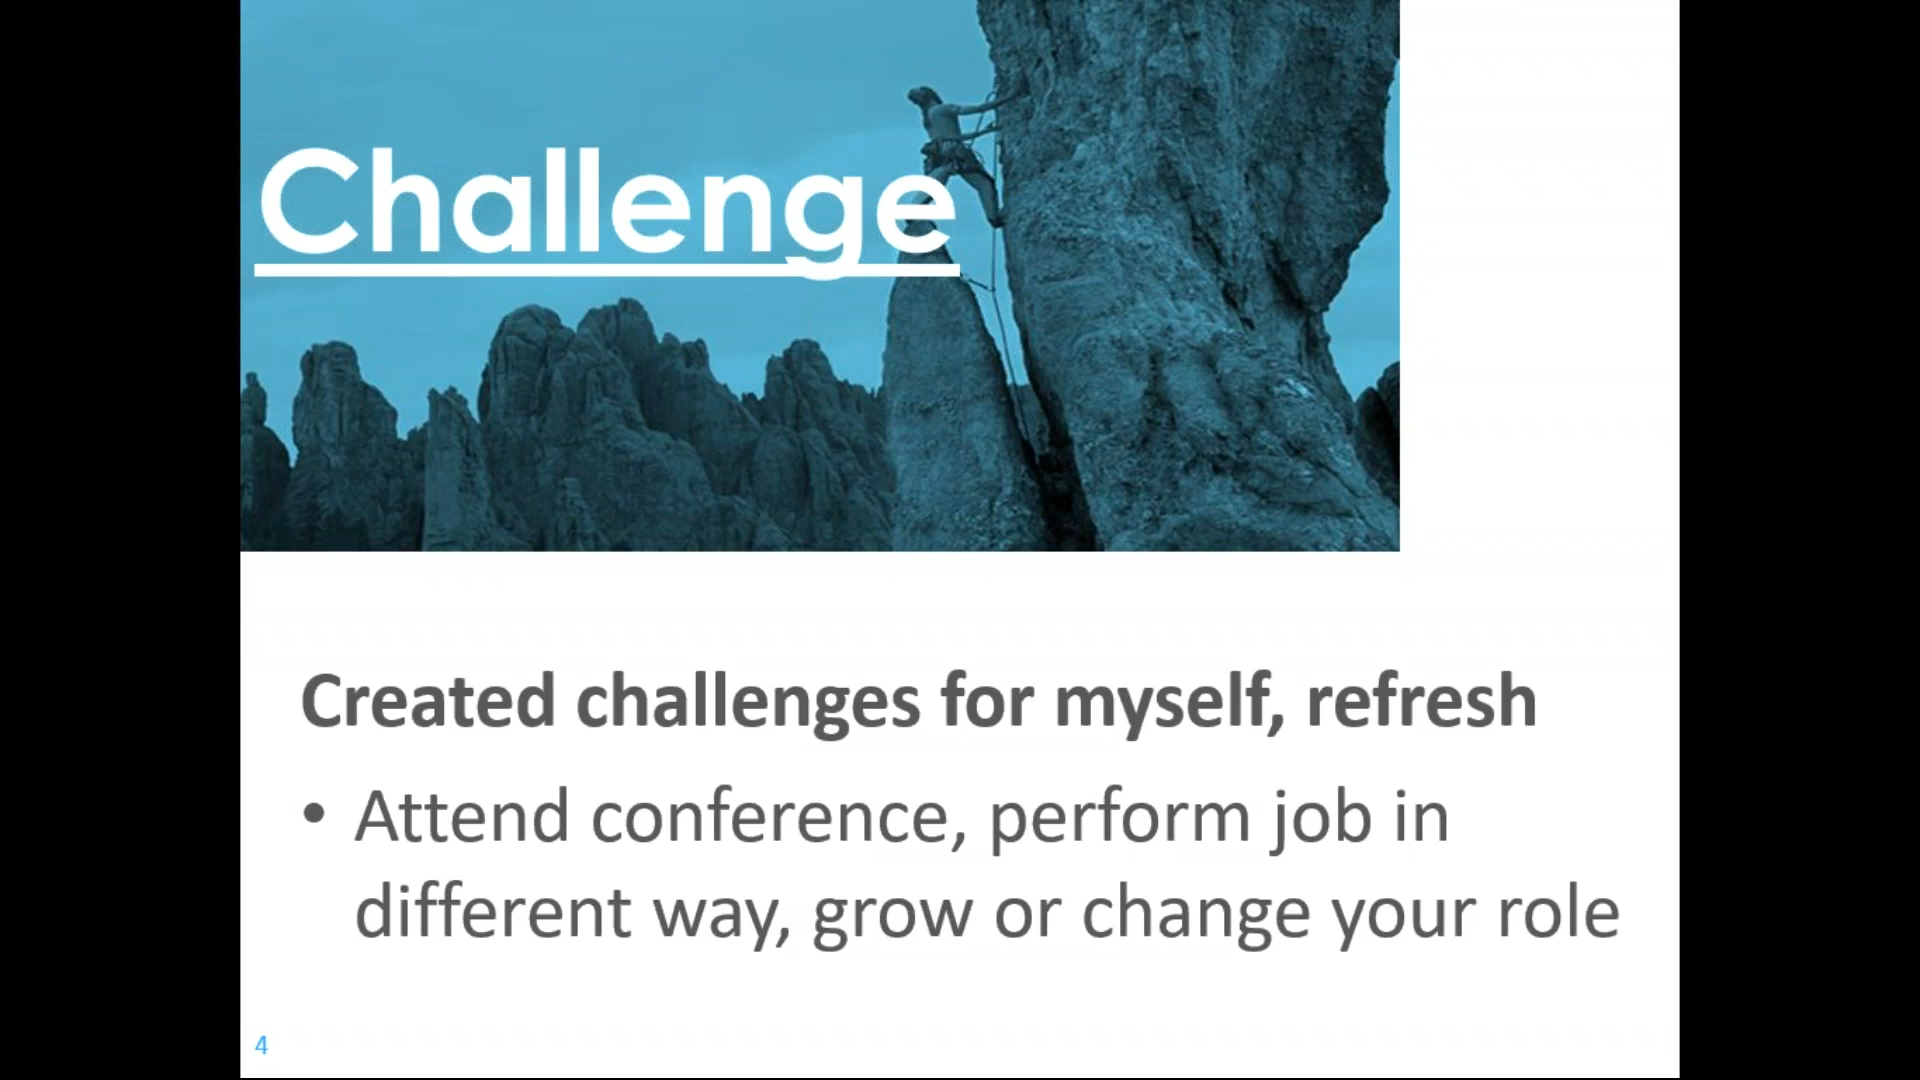 Challenge
Created challenges for myself, refresh
• Attend conference, perform job in
different way, grow or change your role
4